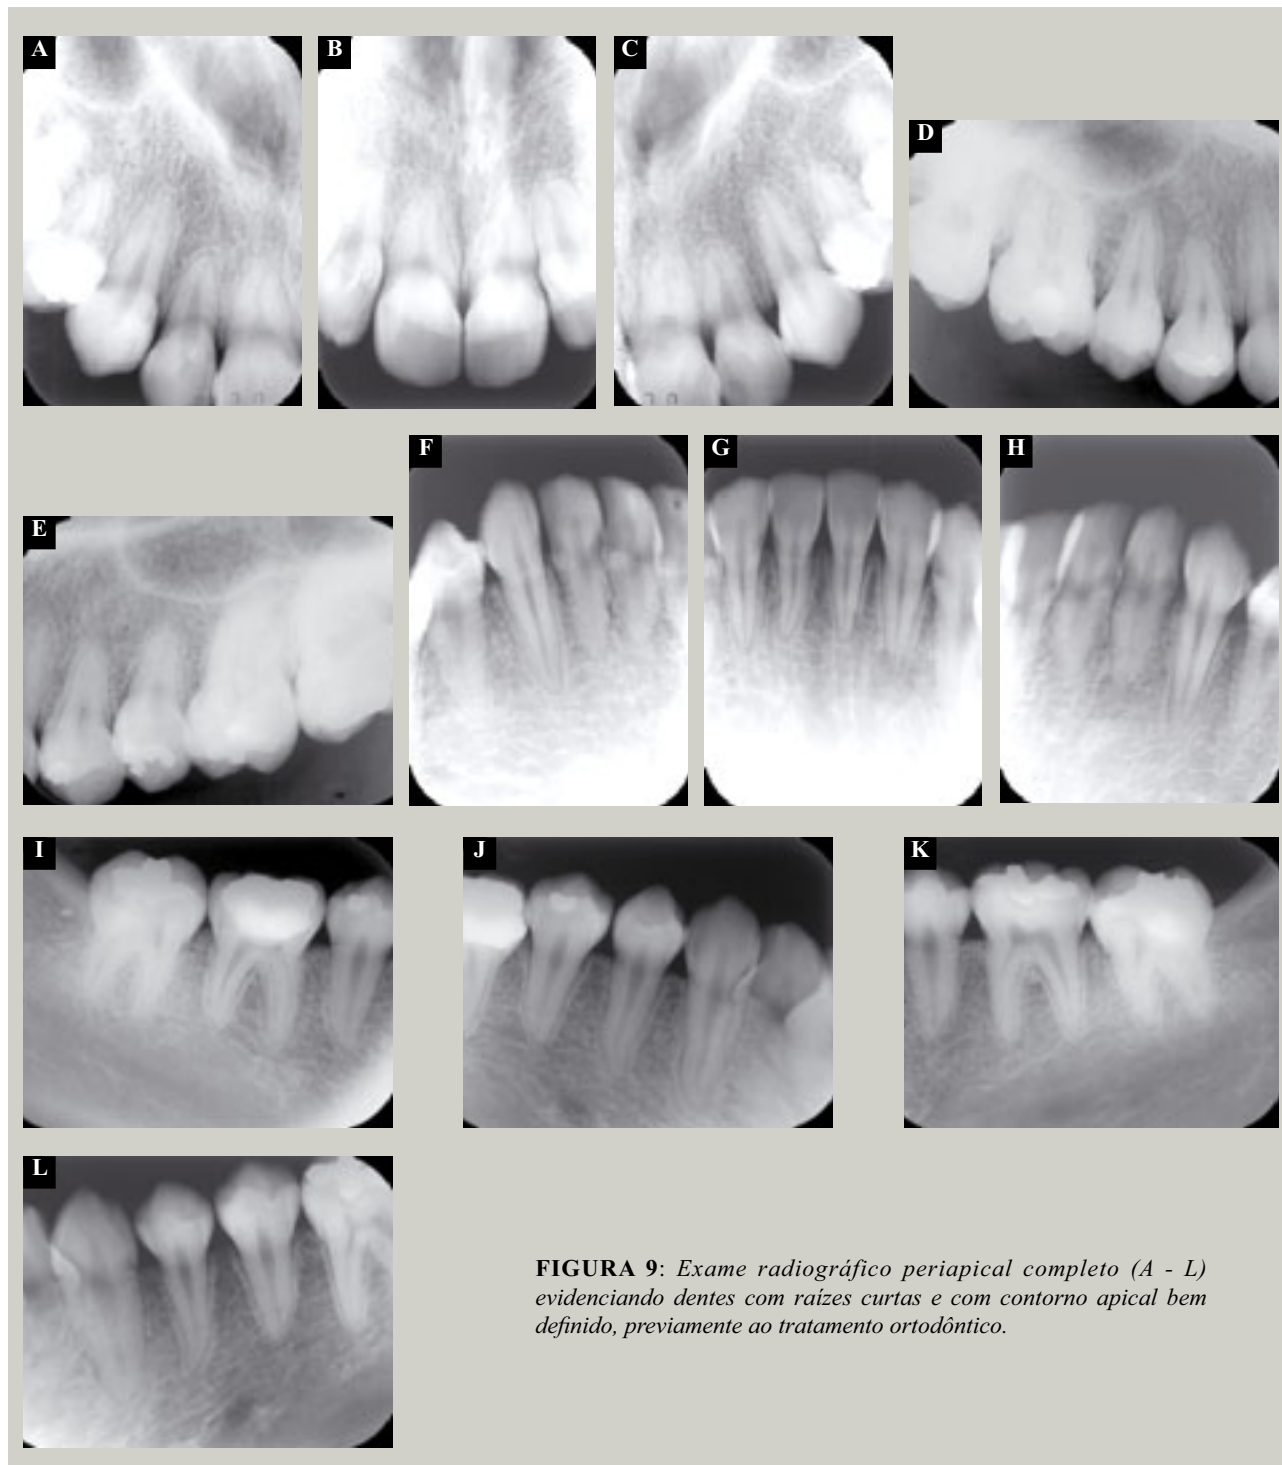 A
B
C
D
E
F
G
H
I
J
K
L
FIGURA 9: Exame radiográfico periapical completo (A - L)
evidenciando dentes com raízes curtas e com contorno apical bem
definido, previamente ao tratamento ortodôntico.